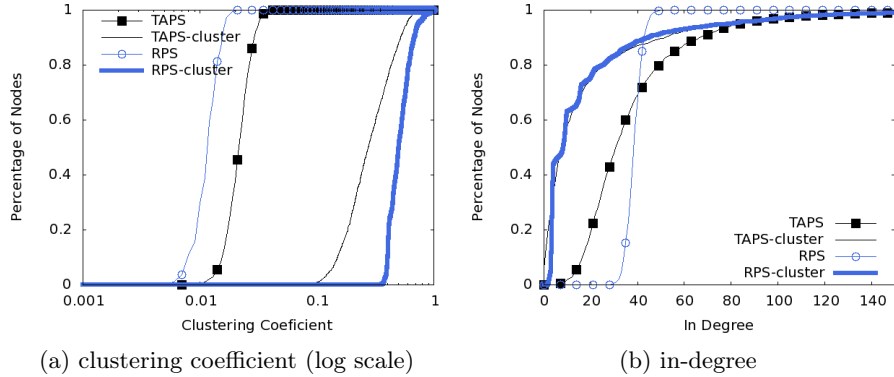 Percentage of Nodes
1
0.8
0.6
0.4
0.2
0
TAPS
TAPS-cluster
RPS
RPS-cluster
0.001
0.01
0.1
1
Clustering Coeficient
(a) clustering coefficient (log scale)
Percentage of Nodes
1
0.8
0.6
0.4
0.2
0
TAPS
TAPS-cluster
RPS
RPS-cluster
0
20
40
60
80
100
120
140
In Degree
(b) in-degree